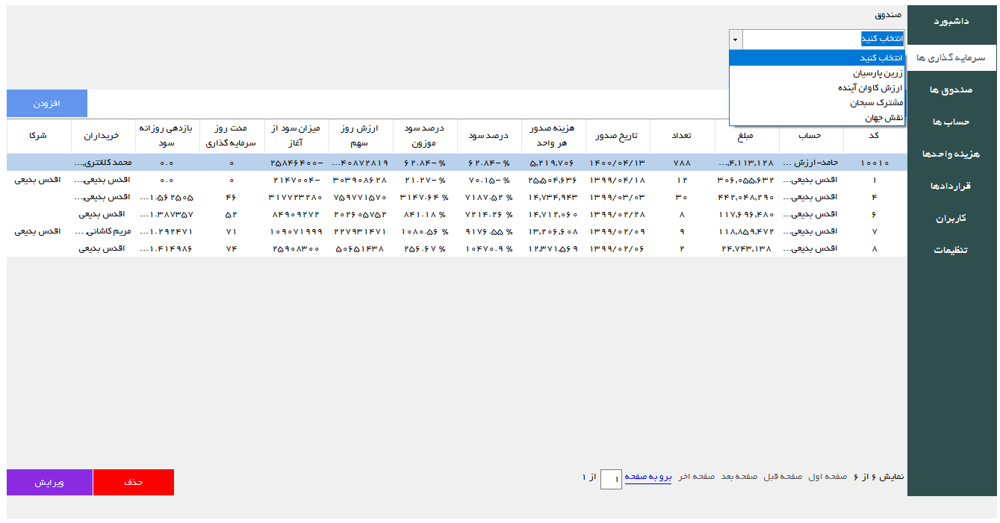 داشبورد
سرمایه گذاری ها
صندوق ها
حساب ها
هزینه واحدها
قراردادها
کاربران
تنظیمات
صندوق
انتخاب کنید
انتخاب کنید
زرین پارسیان
ارزش کاوان آینده
مشترک سبحان
نقش جهان
افزودن
کد حساب مبلغ تعداد تاریخ صدور هزینه صدور هر واحد درصد سود درصد سود موزون ارزش روز سهم میزان سود از آغاز مدت روز سرمایه گذاری بازدهی روزانه سود خریداران شرکا
۱۰۰۱۰ حامد-ارزش ... ۴,۱۱۳,۱۲۸,... ۷۸۸ ۱۴۰۰/۰۴/۱۳ ۵,۲۱۹,۷۰۶ % -۶۲.۸۴ % -۶۲.۸۴ ۴۰۸۷۲۸۱۹... -۲۵۸۴۶۴۰۰ ۰ ۰.۰ محمد کلانتری,...
۱ اقدس بدیعی... ۳۰۶,۰۵۵,۶۳۲ ۱۲ ۱۳۹۹/۰۴/۱۸ ۲۵,۵۰۴,۶۳۶ % -۷۰.۱۵ % -۲۱.۲۷ ۳۰۳۹۰۸۶۲۸ -۲۱۴۷۰۰۴ ۰ ۰.۰ اقدس بدیعی,... اقدس بدیعی
۴ اقدس بدیعی... ۴۴۲,۰۴۸,۲۹۰ ۳۰ ۱۳۹۹/۰۳/۰۳ ۱۴,۷۳۴,۹۴۳ % ۷۱۸۷.۵۲ % ۳۱۴۷.۶۴ ۷۵۹۷۷۱۵۷۰ ۳۱۷۷۲۳۲۸۰ ۴۶ ۱.۵۶۲۵۰۵... اقدس بدیعی,...
۶ اقدس بدیعی... ۱۱۷,۶۹۶,۴۸۰ ۸ ۱۳۹۹/۰۲/۲۸ ۱۴,۷۱۲,۰۶۰ % ۷۲۱۴.۲۶ % ۸۴۱.۱۸ ۲۰۲۶۰۵۷۵۲ ۸۴۹۰۹۲۷۲ ۵۲ ۱.۳۸۷۳۵۷... اقدس بدیعی
۷ اقدس بدیعی... ۱۱۸,۸۵۹,۴۷۲ ۹ ۱۳۹۹/۰۲/۰۹ ۱۳,۲۰۶,۶۰۸ % ۹۱۷۶.۵۵ % ۱۰۸۰.۵۶ ۲۲۷۹۳۱۴۷۱ ۱۰۹۰۷۱۹۹۹ ۷۱ ۱.۲۹۲۴۷۱... مریم کاشانی,... اقدس بدیعی
۸ اقدس بدیعی... ۲۴,۷۴۳,۱۳۸ ۲ ۱۳۹۹/۰۲/۰۶ ۱۲,۳۷۱,۵۶۹ % ۱۰۴۷۰.۹ % ۲۵۶.۶۷ ۵۰۶۵۱۴۳۸ ۲۵۹۰۸۳۰۰ ۷۴ ۱.۴۱۴۹۸۶... اقدس بدیعی
نمایش ۶ از ۶ صفحه اول صفحه قبل صفحه بعد صفحه اخر برو به صفحه ۱ از ۱
حذف ویرایش